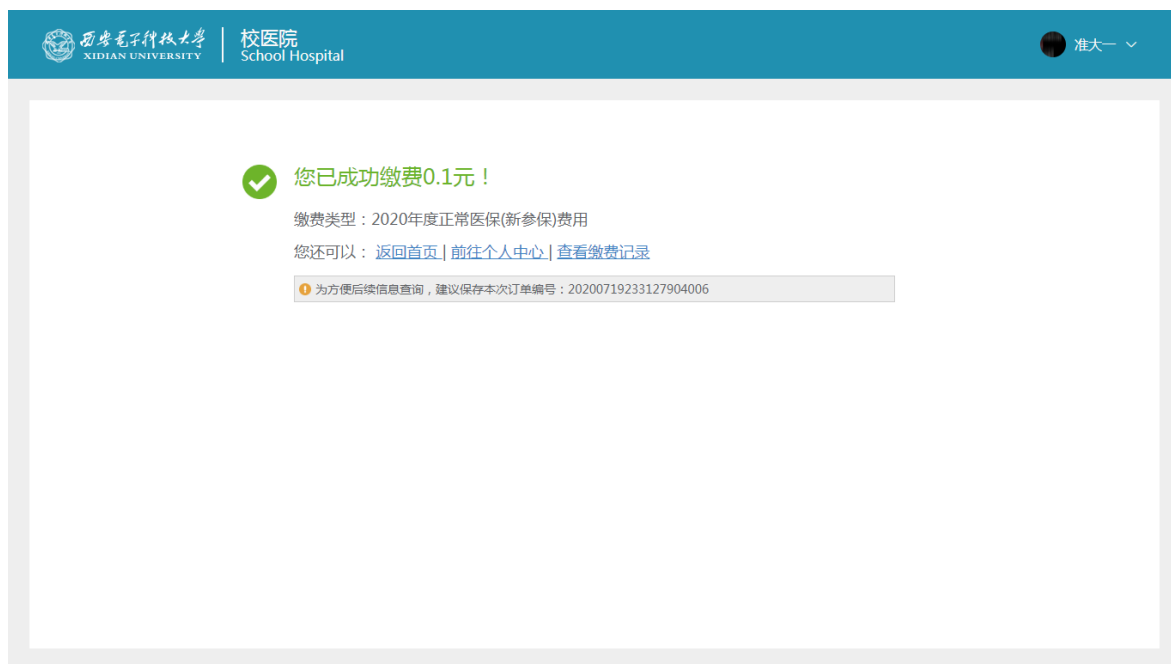 西安电子科技大学
XIDIAN UNIVERSITY
校医院
School Hospital
准大一
您已成功缴费0.1元！
缴费类型：2020年度正常医保(新参保)费用
您还可以： 返回首页 | 前往个人中心 | 查看缴费记录
为方便后续信息查询，建议保存本次订单编号：20200719233127904006